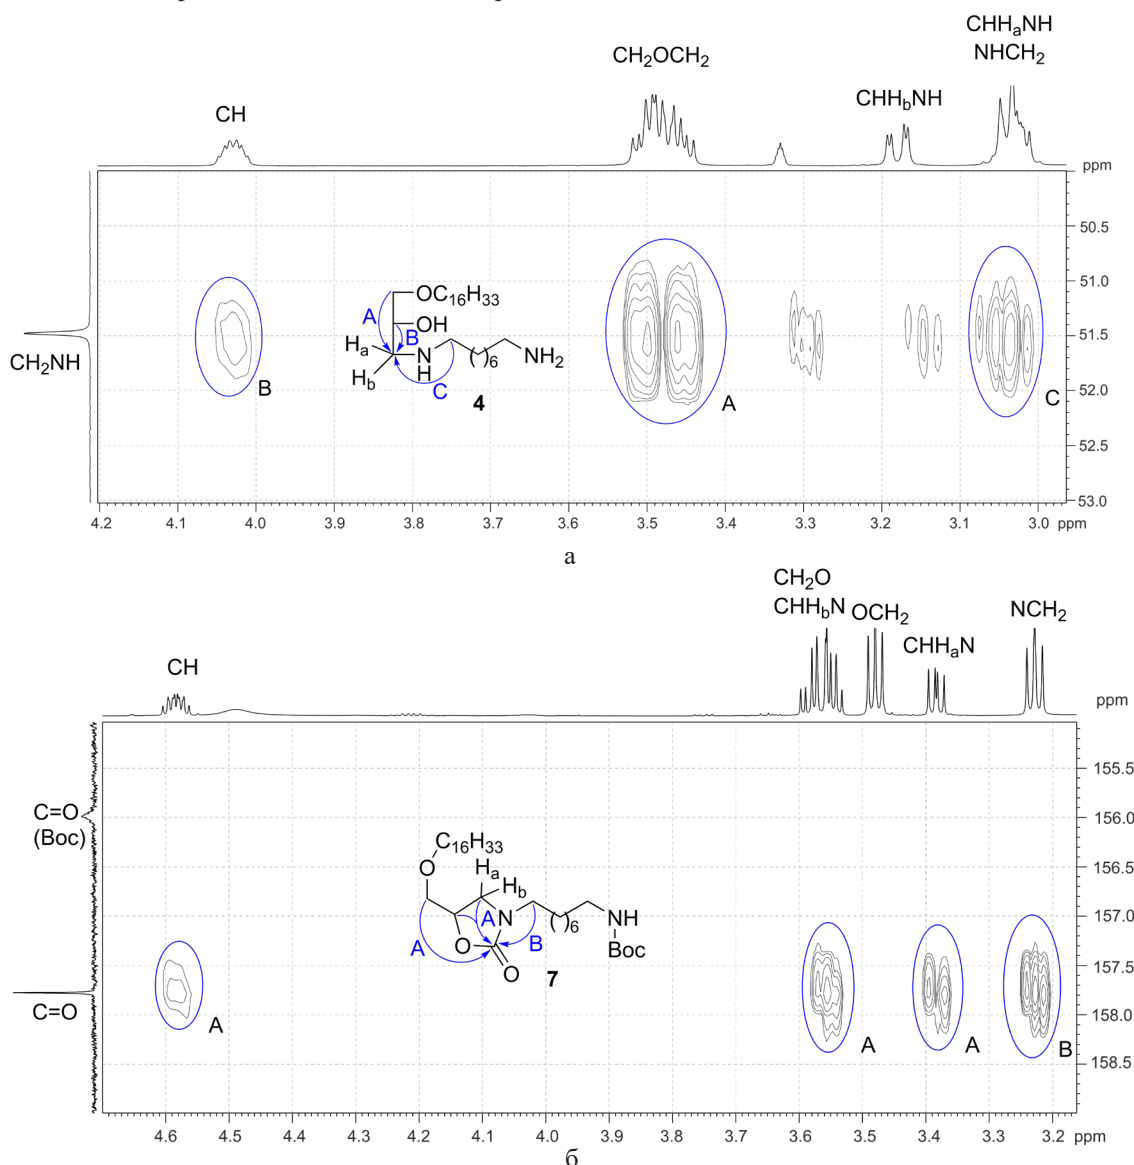 CHHₐNH
NHCH₂
CH₂OCH₂
CHH_bNH
CH
ppm
50.5
51.0
51.5
52.0
52.5
53.0
CH₂NH
OC₁₆H₃₃
A
OH
B
Hₐ
N
H
H_b
6
NH₂
C
4
B
A
C
4.2 4.1 4.0 3.9 3.8 3.7 3.6 3.5 3.4 3.3 3.2 3.1 3.0 ppm
а
CH₂O
CHH_bN
OCH₂
NCH₂
CHHₐN
CH
ppm
155.5
156.0
156.5
157.0
157.5
158.0
158.5
C=O
(Boc)
C=O
C₁₆H₃₃
O
Hₐ
H_b
N
A
6
NH
A
O
B
Boc
O
7
A
A
A
B
4.6 4.5 4.4 4.3 4.2 4.1 4.0 3.9 3.8 3.7 3.6 3.5 3.4 3.3 3.2 ppm
б